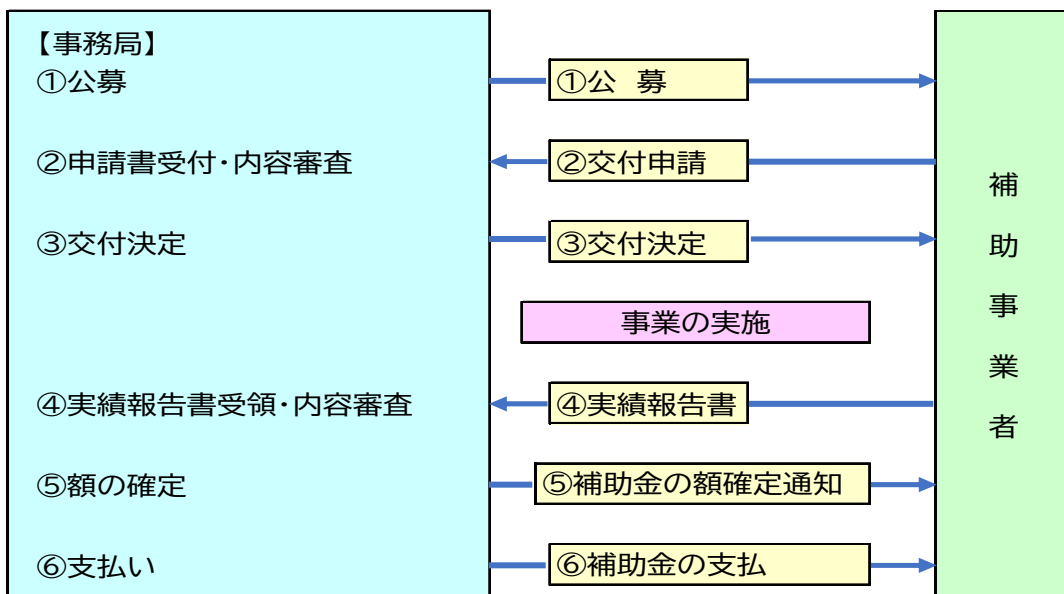 【事務局】
①公募
①公 募
②申請書受付・内容審査
②交付申請
③交付決定
③交付決定
事業の実施
④実績報告書受領・内容審査
④実績報告書
⑤額の確定
⑤補助金の額確定通知
⑥支払い
⑥補助金の支払
補助事業者